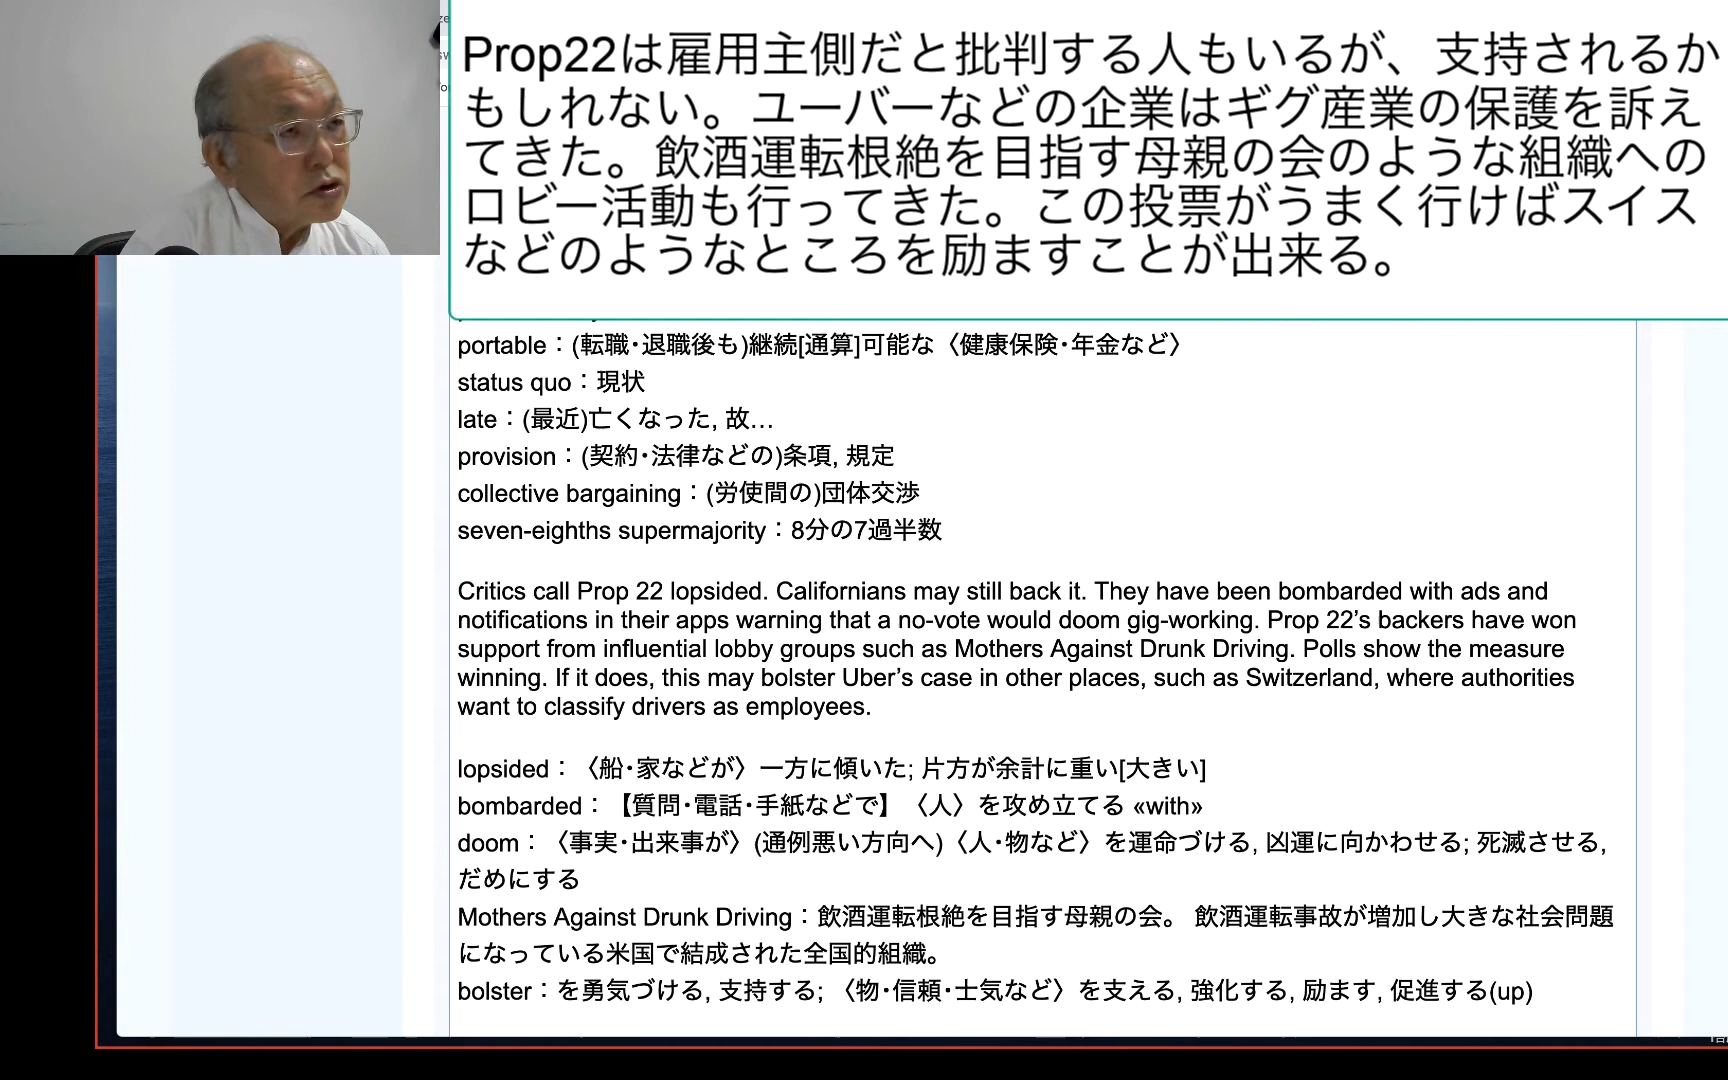 Prop22は雇用主側だと批判する人もいるが、支持されるか
もしれない。ユーバーなどの企業はギグ産業の保護を訴え
てきた。飲酒運転根絶を目指す母親の会のような組織への
ロビー活動も行ってきた。この投票がうまく行けばスイス
などのようなところを励ますことが出来る。
portable：(転職･退職後も)継続[通算]可能な〈健康保険･年金など〉
status quo：現状
late：(最近)亡くなった, 故…
provision：(契約･法律などの)条項, 規定
collective bargaining：(労使間の)団体交渉
seven-eighths supermajority：8分の7過半数
Critics call Prop 22 lopsided. Californians may still back it. They have been bombarded with ads and
notifications in their apps warning that a no-vote would doom gig-working. Prop 22’s backers have won
support from influential lobby groups such as Mothers Against Drunk Driving. Polls show the measure
winning. If it does, this may bolster Uber’s case in other places, such as Switzerland, where authorities
want to classify drivers as employees.
lopsided：〈船･家などが〉一方に傾いた; 片方が余計に重い[大きい]
bombarded：【質問･電話･手紙などで】〈人〉を攻め立てる «with»
doom：〈事実･出来事が〉(通例悪い方向へ)〈人･物など〉を運命づける, 凶運に向かわせる; 死滅させる,
だめにする
Mothers Against Drunk Driving：飲酒運転根絶を目指す母親の会。 飲酒運転事故が増加し大きな社会問題
になっている米国で結成された全国的組織。
bolster：を勇気づける, 支持する; 〈物･信頼･士気など〉を支える, 強化する, 励ます, 促進する(up)